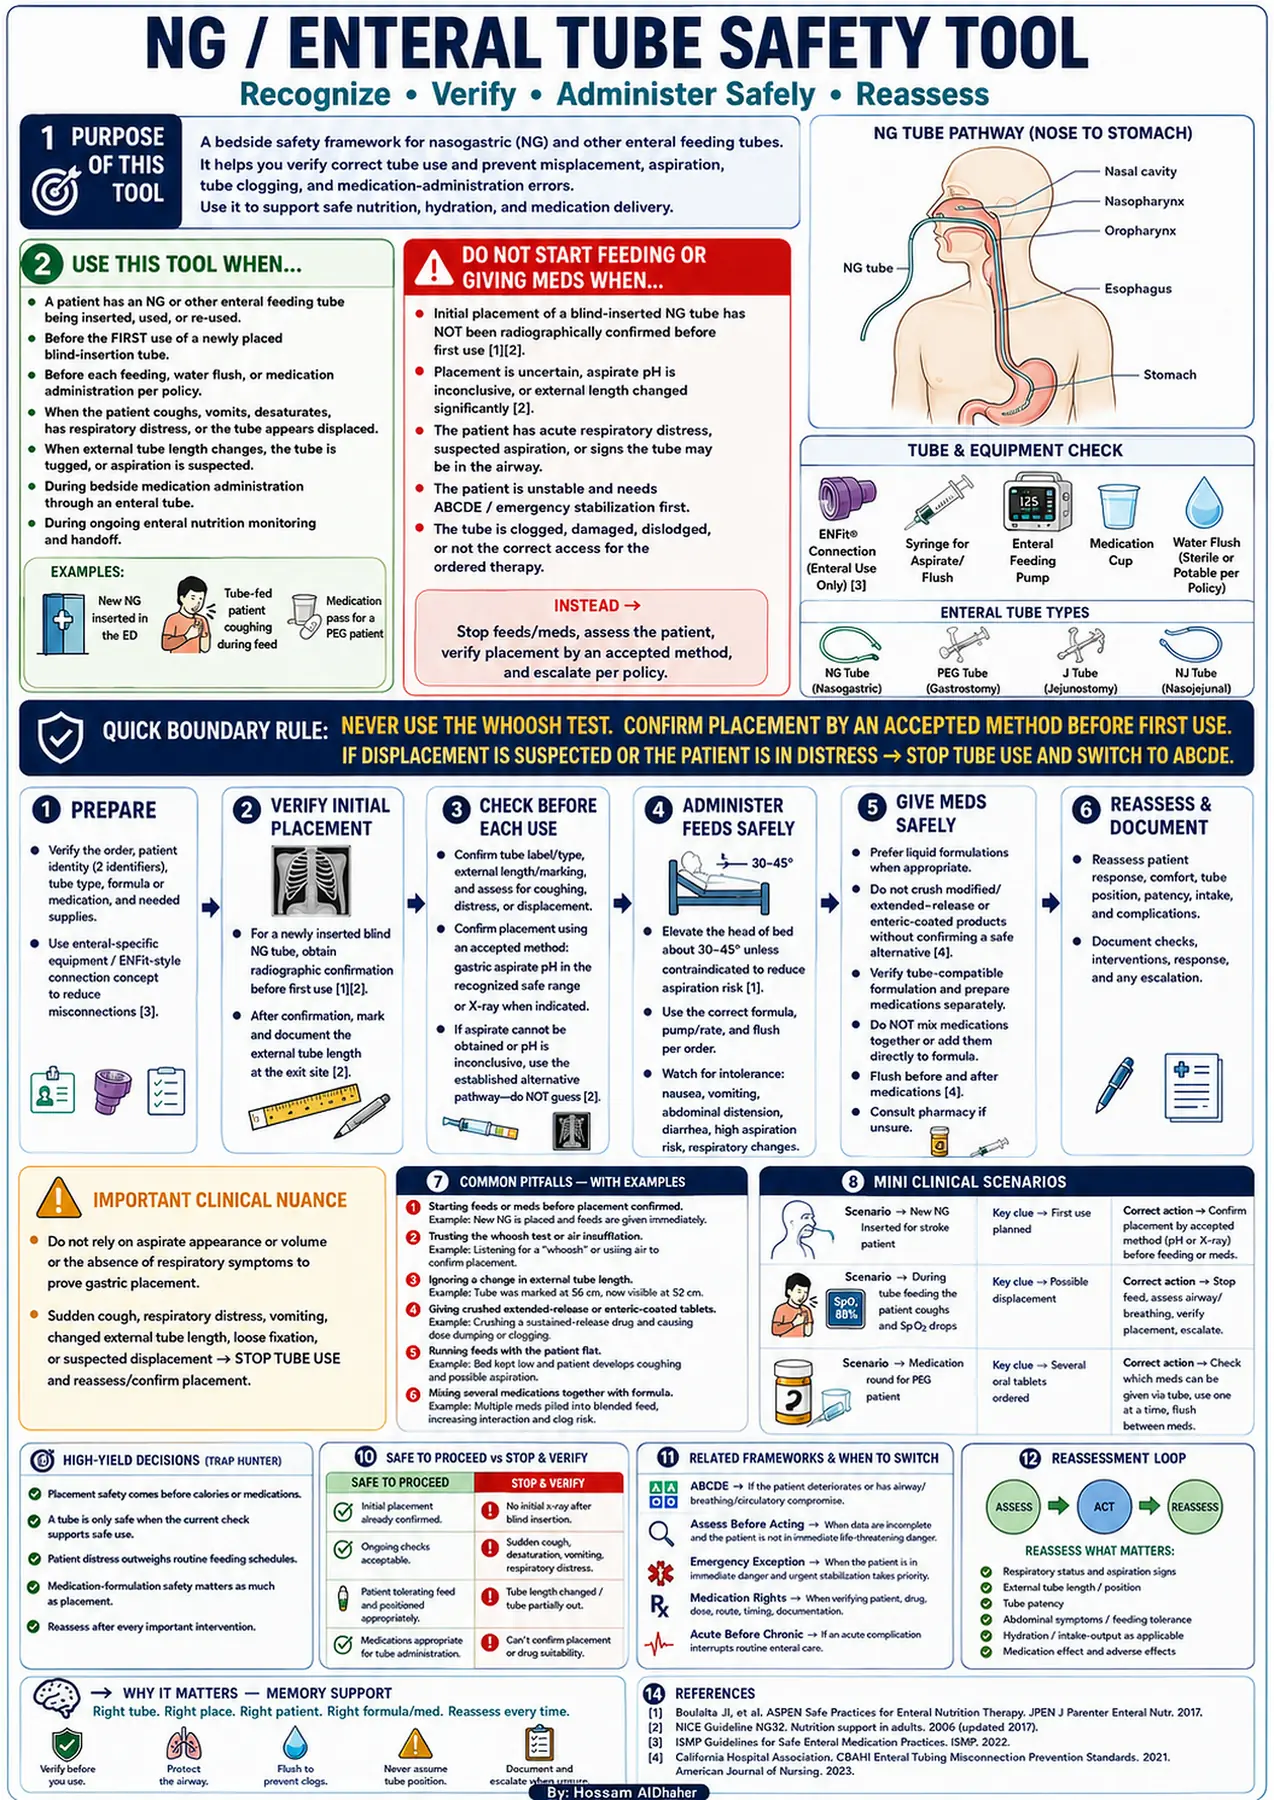 NG / ENTERAL TUBE SAFETY TOOL
Recognize • Verify • Administer Safely • Reassess
1 PURPOSE
OF THIS
TOOL
A bedside safety framework for nasogastric (NG) and other enteral feeding tubes.
It helps you verify correct tube use and prevent misplacement, aspiration,
tube clogging, and medication-administration errors.
Use it to support safe nutrition, hydration, and medication delivery.
NG TUBE PATHWAY (NOSE TO STOMACH)
Nasal cavity
Nasopharynx
Oropharynx
NG tube
Esophagus
Stomach
2 USE THIS TOOL WHEN...
• A patient has an NG or other enteral feeding tube
being inserted, used, or re-used.
• Before the FIRST use of a newly placed
blind-insertion tube.
• Before each feeding, water flush, or medication
administration per policy.
• When the patient coughs, vomits, desaturates,
has respiratory distress, or the tube appears displaced.
• When external tube length changes, the tube is
tugged, or aspiration is suspected.
• During bedside medication administration
through an enteral tube.
• During ongoing enteral nutrition monitoring
and handoff.
EXAMPLES:
New NG
inserted in
the ED
Tube-fed
patient
coughing
during feed
Medication
pass for a
PEG patient
DO NOT START FEEDING OR
GIVING MEDS WHEN...
• Initial placement of a blind-inserted NG tube has
NOT been radiographically confirmed before
first use [1][2].
• Placement is uncertain, aspirate pH is
inconclusive, or external length changed
significantly [2].
• The patient has acute respiratory distress,
suspected aspiration, or signs the tube may
be in the airway.
• The patient is unstable and needs
ABCDE / emergency stabilization first.
• The tube is clogged, damaged, dislodged,
or not the correct access for the
ordered therapy.
INSTEAD →
Stop feeds/meds, assess the patient,
verify placement by an accepted method,
and escalate per policy.
TUBE & EQUIPMENT CHECK
125
ENFit®
Connection
(Enteral Use
Only) [3]
Syringe for
Aspirate/
Flush
Enteral
Feeding
Pump
Medication
Cup
Water Flush
(Sterile or
Potable per
Policy)
ENTERAL TUBE TYPES
NG Tube
(Nasogastric)
PEG Tube
(Gastrostomy)
J Tube
(Jejunostomy)
NJ Tube
(Nasojejunal)
QUICK BOUNDARY RULE: NEVER USE THE WHOOSH TEST. CONFIRM PLACEMENT BY AN ACCEPTED METHOD BEFORE FIRST USE.
IF DISPLACEMENT IS SUSPECTED OR THE PATIENT IS IN DISTRESS → STOP TUBE USE AND SWITCH TO ABCDE.
1 PREPARE
• Verify the order, patient
identity (2 identifiers),
tube type, formula or
medication, and needed
supplies.
• Use enteral-specific
equipment / ENFit-style
connection concept
to reduce
misconnections [3].
2 VERIFY INITIAL
PLACEMENT
• For a newly inserted blind
NG tube, obtain
radiographic confirmation
before first use [1][2].
• After confirmation, mark
and document the
external tube length
at the exit site [2].
3 CHECK BEFORE
EACH USE
• Confirm tube label/type,
external length/marking,
and assess for coughing,
distress, or displacement.
• Confirm placement using
an accepted method:
gastric aspirate pH in the
recognized safe range
or X-ray when indicated.
• If aspirate cannot be
obtained or pH is
inconclusive, use the
established alternative
pathway—do NOT guess [2].
4 ADMINISTER
FEEDS SAFELY
30–45°
• Elevate the head of bed
about 30–45° unless
contraindicated to reduce
aspiration risk [1].
• Use the correct formula,
pump/rate, and flush
per order.
• Watch for intolerance:
nausea, vomiting,
abdominal distension,
diarrhea, high aspiration
risk, respiratory changes.
5 GIVE MEDS
SAFELY
• Prefer liquid formulations
when appropriate.
• Do not crush modified/
extended-release or
enteric-coated products
without confirming a safe
alternative [4].
• Verify tube-compatible
formulation and prepare
medications separately.
• Do NOT mix medications
together or add them
directly to formula.
• Flush before and after
medications [4].
• Consult pharmacy if
unsure.
6 REASSESS &
DOCUMENT
• Reassess patient
response, comfort, tube
position, patency, intake,
and complications.
• Document checks,
interventions, response,
and any escalation.
IMPORTANT CLINICAL NUANCE
• Do not rely on aspirate appearance or volume
or the absence of respiratory symptoms to
prove gastric placement.
• Sudden cough, respiratory distress, vomiting,
changed external tube length, loose fixation,
or suspected displacement → STOP TUBE USE
and reassess/confirm placement.
7 COMMON PITFALLS — WITH EXAMPLES
1 Starting feeds or meds before placement confirmed.
Example: New NG is placed and feeds are given immediately.
2 Trusting the whoosh test or air insufflation.
Example: Listening for a "whoosh" or usiing air to
confirm placement.
3 Ignoring a change in external tube length.
Example: Tube was marked at 56 cm, now visible at 52 cm.
4 Giving crushed extended-release or enteric-coated tablets.
Example: Crushing a sustained-release drug and causing
dose dumping or clogging.
5 Running feeds with the patient flat.
Example: Bed kept low and patient develops coughing
and possible aspiration.
6 Mixing several medications together with formula.
Example: Multiple meds piled into blended feed,
increasing interaction and clog risk.
8 MINI CLINICAL SCENARIOS
Scenario → New NG
Inserted for stroke
patient
Key clue → First use
planned
Correct action → Confirm
placement by accepted
method (pH or X-ray)
before feeding or meds.
SpO₂
88%
Scenario → During
tube feeding the
patient coughs
and SpO₂ drops
Key clue → Possible
displacement
Correct action → Stop
feed, assess airway/
breathing, verify
placement, escalate.
Scenario → Medication
round for PEG
patient
Key clue → Several
oral tablets
ordered
Correct action → Check
which meds can be
given via tube, use one
at a time, flush
between meds.
HIGH-YIELD DECISIONS (TRAP HUNTER)
Placement safety comes before calories or medications.
A tube is only safe when the current check
supports safe use.
Patient distress outweighs routine feeding schedules.
Medication-formulation safety matters as much
as placement.
Reassess after every important intervention.
10 SAFE TO PROCEED vs STOP & VERIFY
SAFE TO PROCEED
STOP & VERIFY
Initial placement
already confirmed.
No initial x-ray after
blind insertion.
Ongoing checks
acceptable.
Sudden cough,
desaturation, vomiting,
respiratory distress.
Patient tolerating feed
and positioned
appropriately.
Tube length changed /
tube partially out.
Medications appropriate
for tube administration.
Can't confirm placement
or drug suitability.
11 RELATED FRAMEWORKS & WHEN TO SWITCH
ABCDE → If the patient deteriorates or has airway/
breathing/circulatory compromise.
Assess Before Acting → When data are incomplete
and the patient is not in immediate life-threatening danger.
Emergency Exception → When the patient is in
immediate danger and urgent stabilization takes priority.
Rx
Medication Rights → When verifying patient, drug,
dose, route, timing, documentation.
Acute Before Chronic → If an acute complication
interrupts routine enteral care.
12 REASSESSMENT LOOP
ASSESS
ACT
REASSESS
REASSESS WHAT MATTERS:
Respiratory status and aspiration signs
External tube length / position
Tube patency
Abdominal symptoms / feeding tolerance
Hydration / intake-output as applicable
Medication effect and adverse effects
→ WHY IT MATTERS — MEMORY SUPPORT
Right tube. Right place. Right patient. Right formula/med. Reassess every time.
Verify before
you use.
Protect
the airway.
Flush to
prevent clogs.
Never assume
tube position.
Document and
escalate when
14 REFERENCES
[1] Boulalta JI, et al. ASPEN Safe Practices for Enteral Nutrition Therapy. JPEN J Parenter Enteral Nutr. 2017.
[2] NICE Guideline NG32. Nutrition support in adults. 2006 (updated 2017).
[3] ISMP Guidelines for Safe Enteral Medication Practices. ISMP. 2022.
[4] California Hospital Association. CBAHI Enteral Tubing Misconnection Prevention Standards. 2021.
American Journal of Nursing. 2023.
By: Hossam AlDhaher